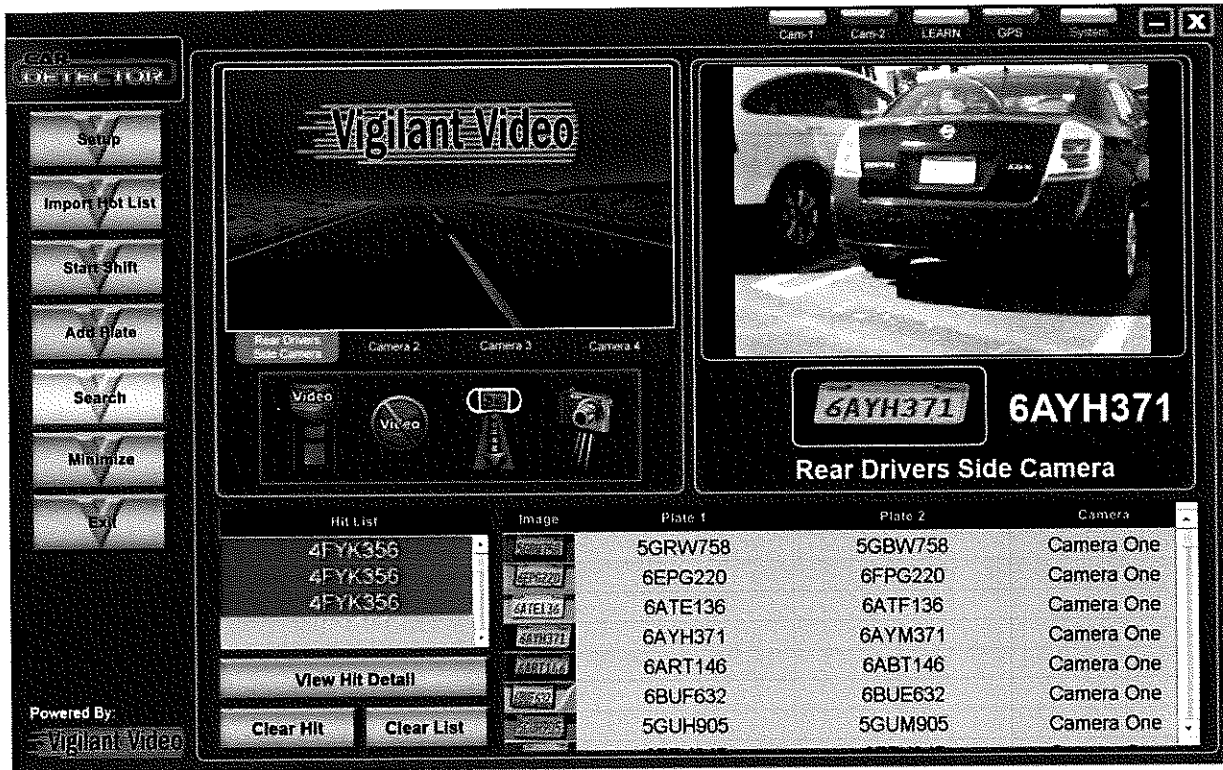 Cam-1 Cam-2 LEARN GPS System
CAR
DETECTOR
Setup
Import Hot List
Start Shift
Add Plate
Search
Minimize
Exit
Powered By:
Vigilant Video
Vigilant Video
Rear Drivers
Side Camera
Camera 2 Camera 3 Camera 4
Video
Video
6AYH371
6AYH371
Rear Drivers Side Camera
Hit List
4FYK356
4FYK356
4FYK356
View Hit Detail
Clear Hit Clear List
Image Plate 1 Plate 2 Camera
5GRW758 5GBW758 Camera One
6EPG220 6FPG220 Camera One
6ATE136 6ATE136 6ATF136 Camera One
6AYH371 6AYH371 6AYM371 Camera One
6ART146 6ABT146 Camera One
6BUF632 6BUE632 Camera One
5GUH905 5GUM905 Camera One